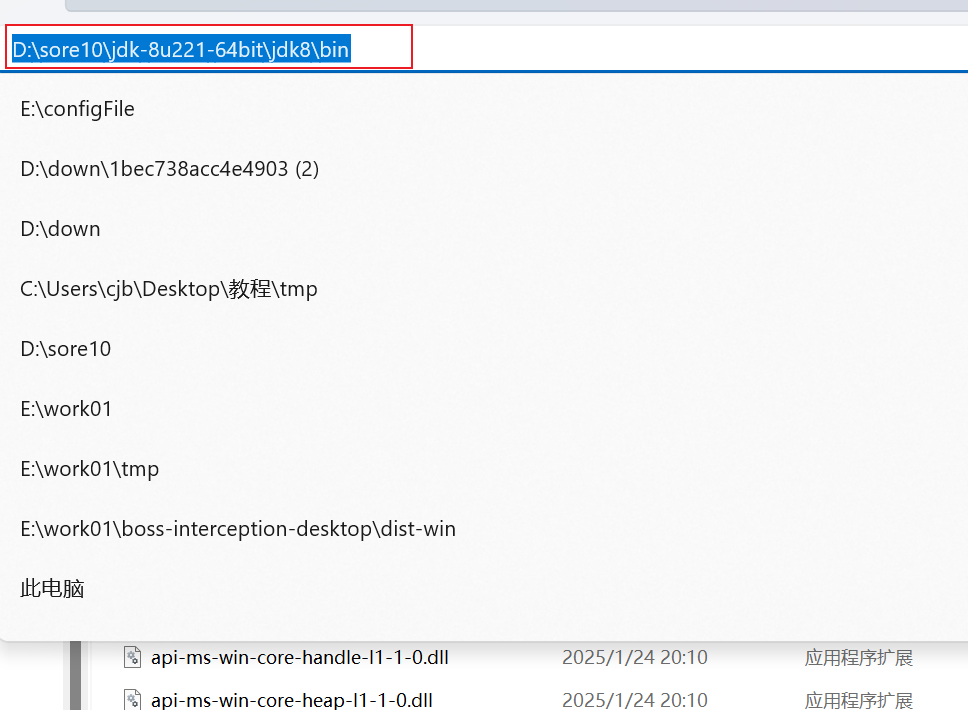 D:\sore10\jdk-8u221-64bit\jdk8\bin
E:\configFile
D:\down\1bec738acc4e4903 (2)
D:\down
C:\Users\cjb\Desktop\教程\tmp
D:\sore10
E:\work01
E:\work01\tmp
E:\work01\boss-interception-desktop\dist-win
此电脑
api-ms-win-core-handle-l1-1-0.dll 2025/1/24 20:10 应用程序扩展
api-ms-win-core-heap-l1-1-0.dll 2025/1/24 20:10 应用程序扩展